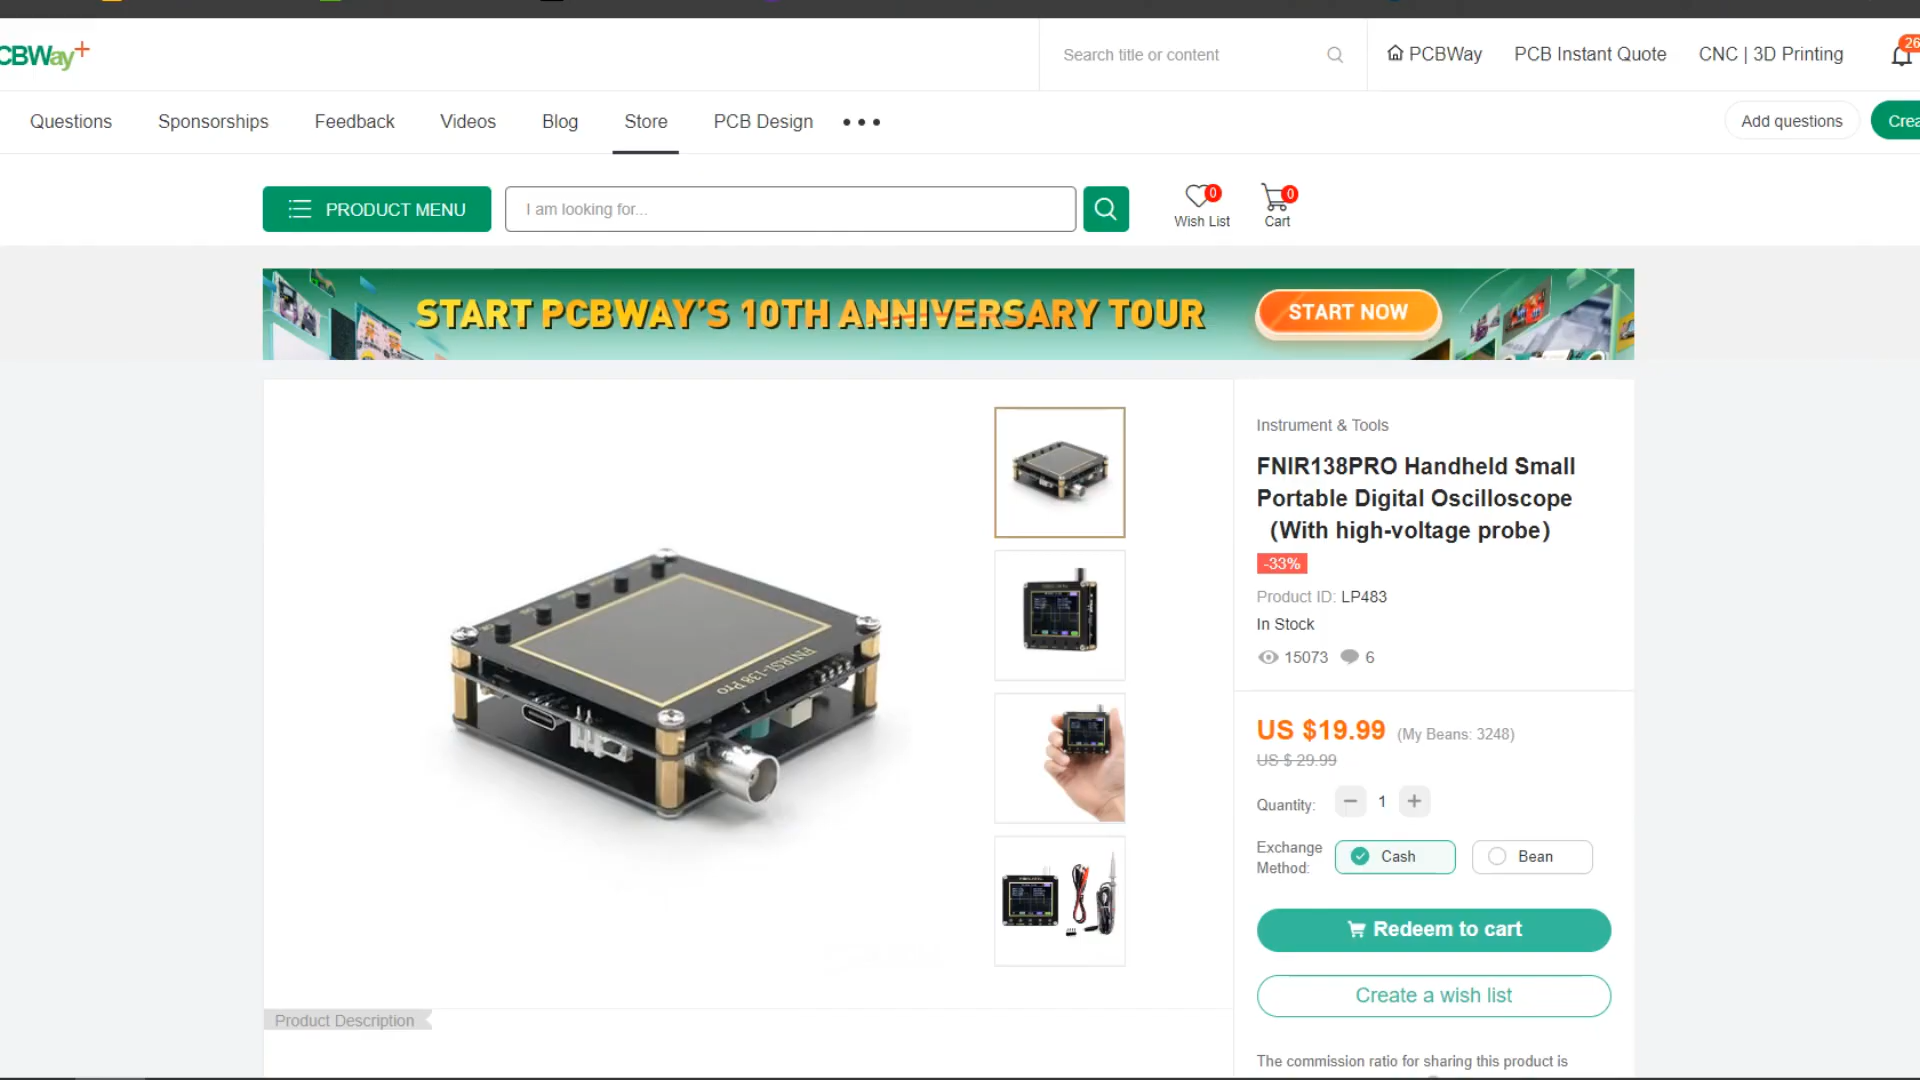 CBWay+
Search title or content
PCBWay
PCB Instant Quote
CNC | 3D Printing
26
Questions
Sponsorships
Feedback
Videos
Blog
Store
PCB Design
Add questions
Crea
PRODUCT MENU
I am looking for...
0
Wish List
0
Cart
START PCBWAY'S 10TH ANNIVERSARY TOUR
START NOW
Instrument & Tools
FNIR138PRO Handheld Small
Portable Digital Oscilloscope
（With high-voltage probe）
-33%
Product ID: LP483
In Stock
15073
6
FNIRSI-138 Pro
US $19.99 (My Beans: 3248)
US $ 29.99
Quantity:
1
Exchange
Method:
Cash
Bean
Redeem to cart
Create a wish list
Product Description
The commission ratio for sharing this product is